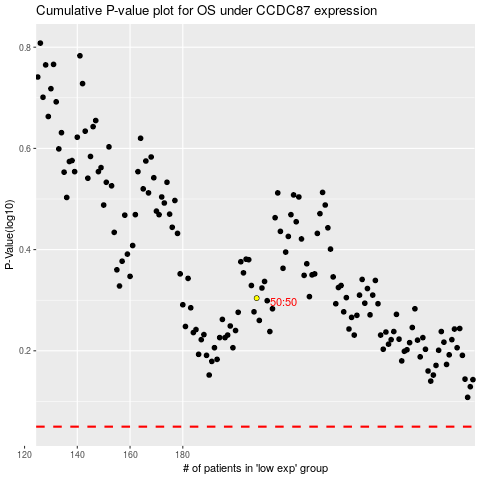 Cumulative P-value plot for OS under CCDC87 expression
P-Value(log10)
0.8
0.6
0.4
0.2
50:50
120 140 160 180
# of patients in 'low exp' group